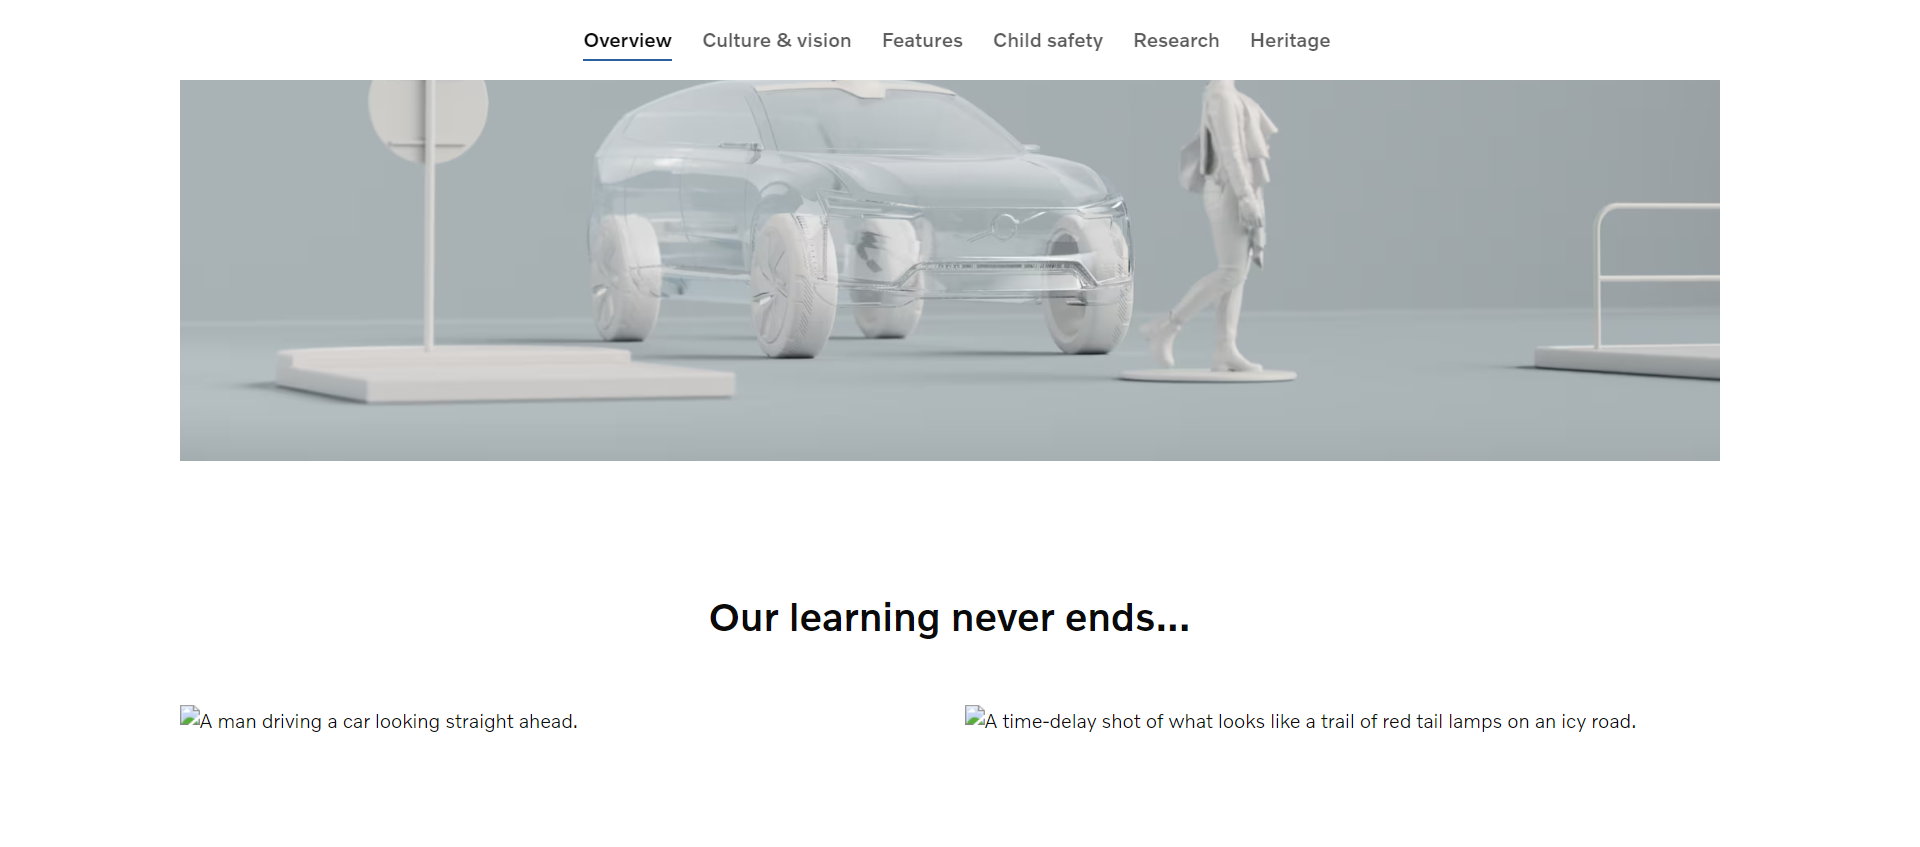 Overview Culture & vision Features Child safety Research Heritage
Our learning never ends...
A man driving a car looking straight ahead.
A time-delay shot of what looks like a trail of red tail lamps on an icy road.